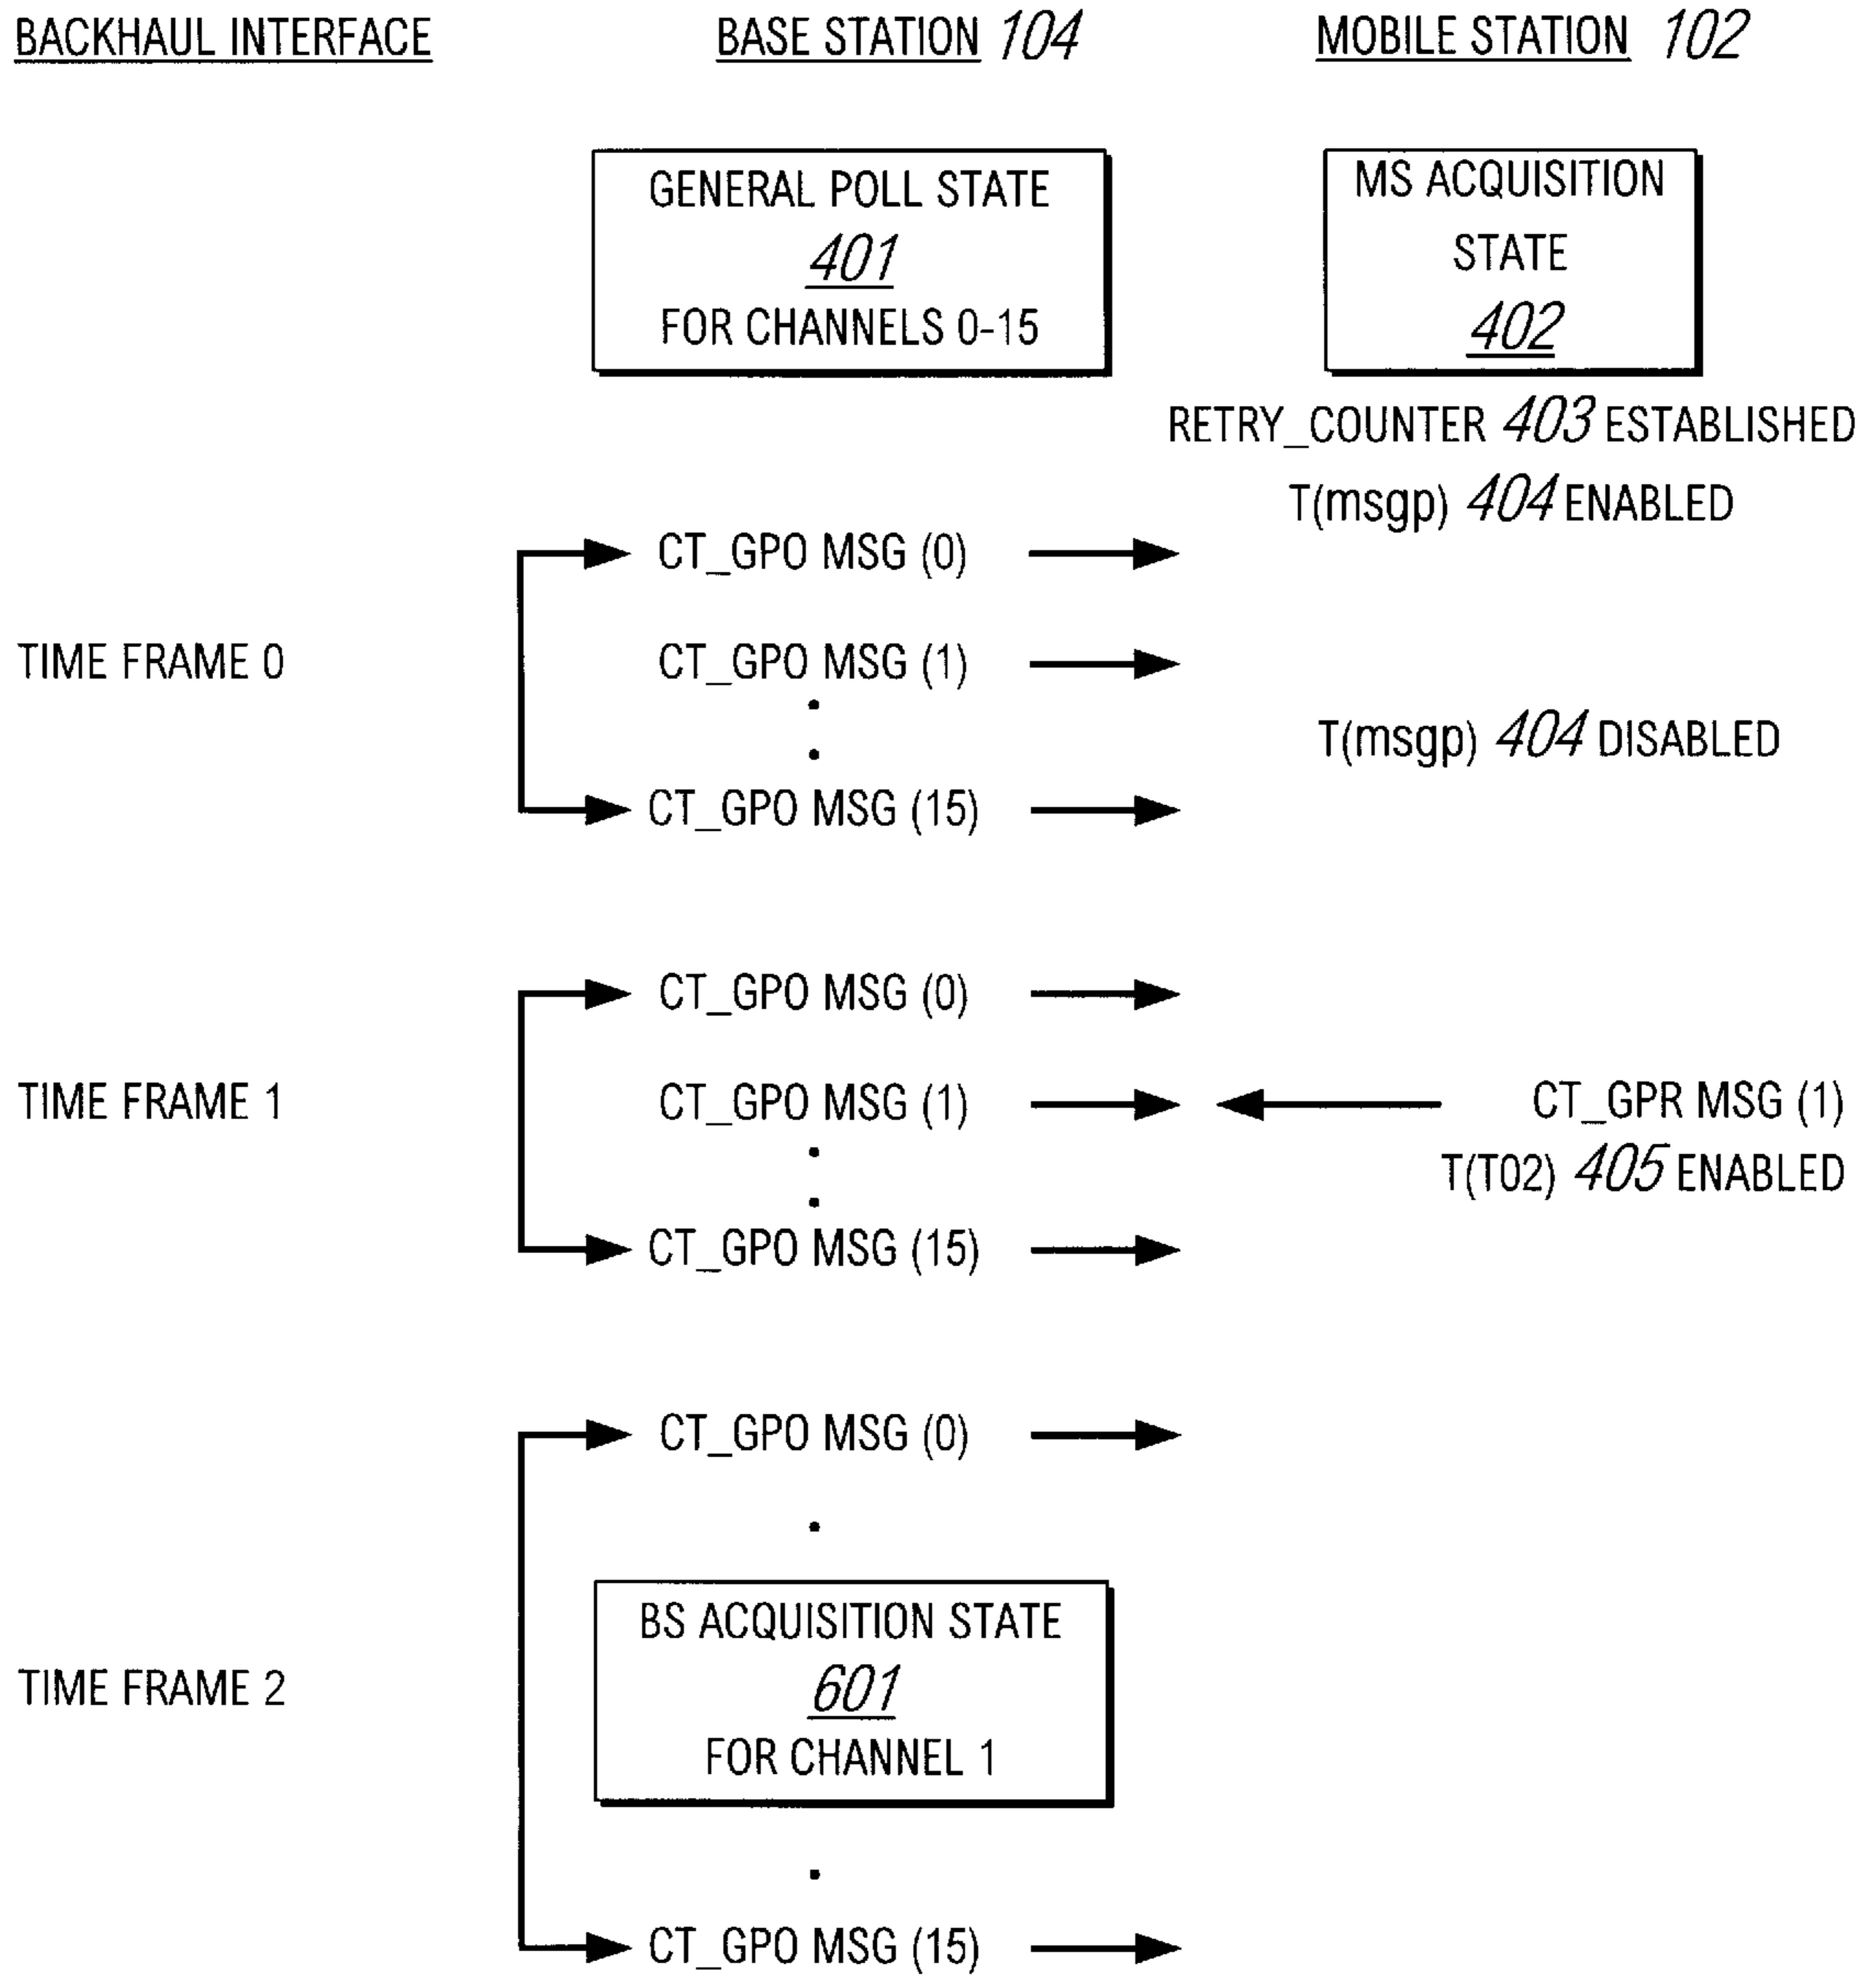 BACKHAUL INTERFACE
BASE STATION 104
MOBILE STATION 102
GENERAL POLL STATE
401
FOR CHANNELS 0-15
MS ACQUISITION
STATE
402
RETRY_COUNTER 403 ESTABLISHED
T(msgp) 404 ENABLED
CT_GPO MSG (0)
TIME FRAME 0
CT_GPO MSG (1)
T(msgp) 404 DISABLED
CT_GPO MSG (15)
CT_GPO MSG (0)
TIME FRAME 1
CT_GPO MSG (1)
CT_GPR MSG (1)
T(T02) 405 ENABLED
CT_GPO MSG (15)
CT_GPO MSG (0)
BS ACQUISITION STATE
TIME FRAME 2
601
FOR CHANNEL 1
CT_GPO MSG (15)